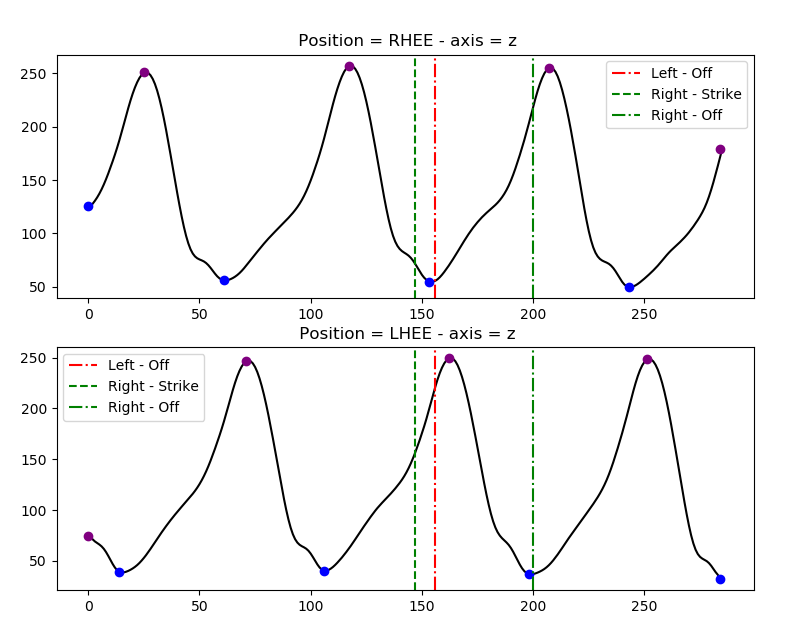 Position = RHEE - axis = z
250
200
150
100
50
Left - Off
Right - Strike
Right - Off
0 50 100 150 200 250
Position = LHEE - axis = z
250
200
150
100
50
Left - Off
Right - Strike
Right - Off
0 50 100 150 200 250